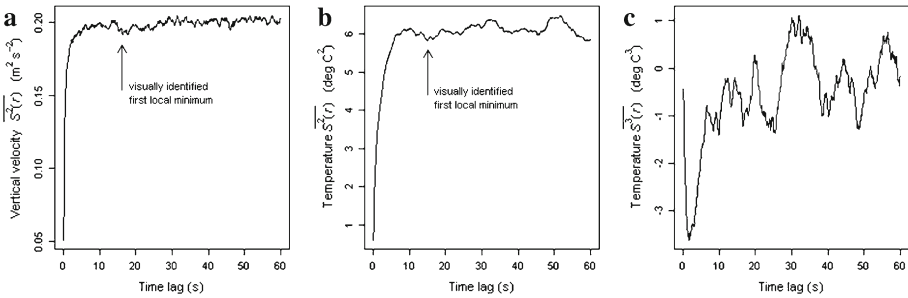 a
Vertical velocity S²(r) (m² s⁻²)
0.05 0.10 0.15 0.20
visually identified
first local minimum
0 10 20 30 40 50 60
Time lag (s)
b
Temperature S²(r) (deg C²)
1 2 3 4 5 6
visually identified
first local minimum
0 10 20 30 40 50 60
Time lag (s)
c
Temperature S³(r) (deg C³)
-3 -2 -1 0 1
0 10 20 30 40 50 60
Time lag (s)